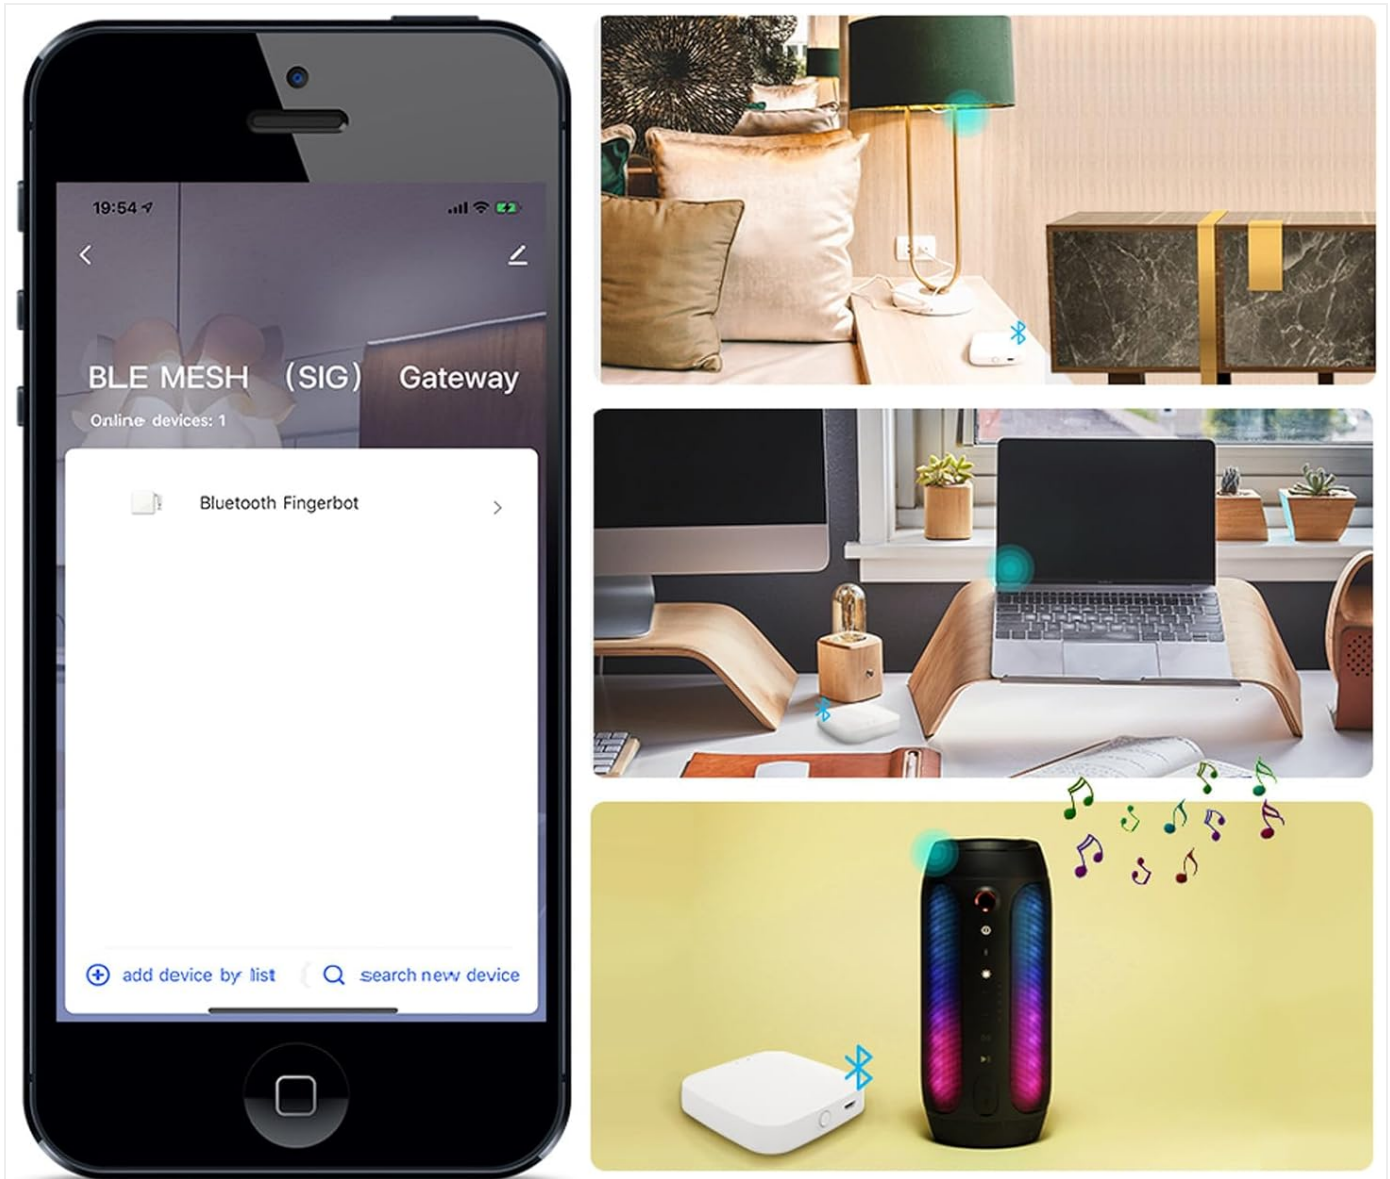 19:54
BLE MESH （SIG） Gateway
Online devices: 1
Bluetooth Fingerbot
add device by list
search new device